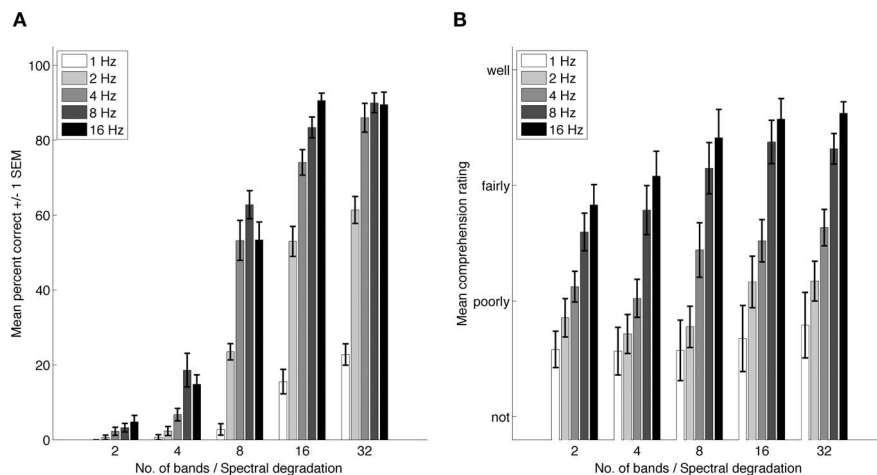 A
1 Hz
2 Hz
4 Hz
8 Hz
16 Hz
100
80
60
40
20
0
Mean percent correct +/- 1 SEM
2 4 8 16 32
No. of bands / Spectral degradation
B
1 Hz
2 Hz
4 Hz
8 Hz
16 Hz
well
fairly
poorly
not
Mean comprehension rating
2 4 8 16 32
No. of bands / Spectral degradation